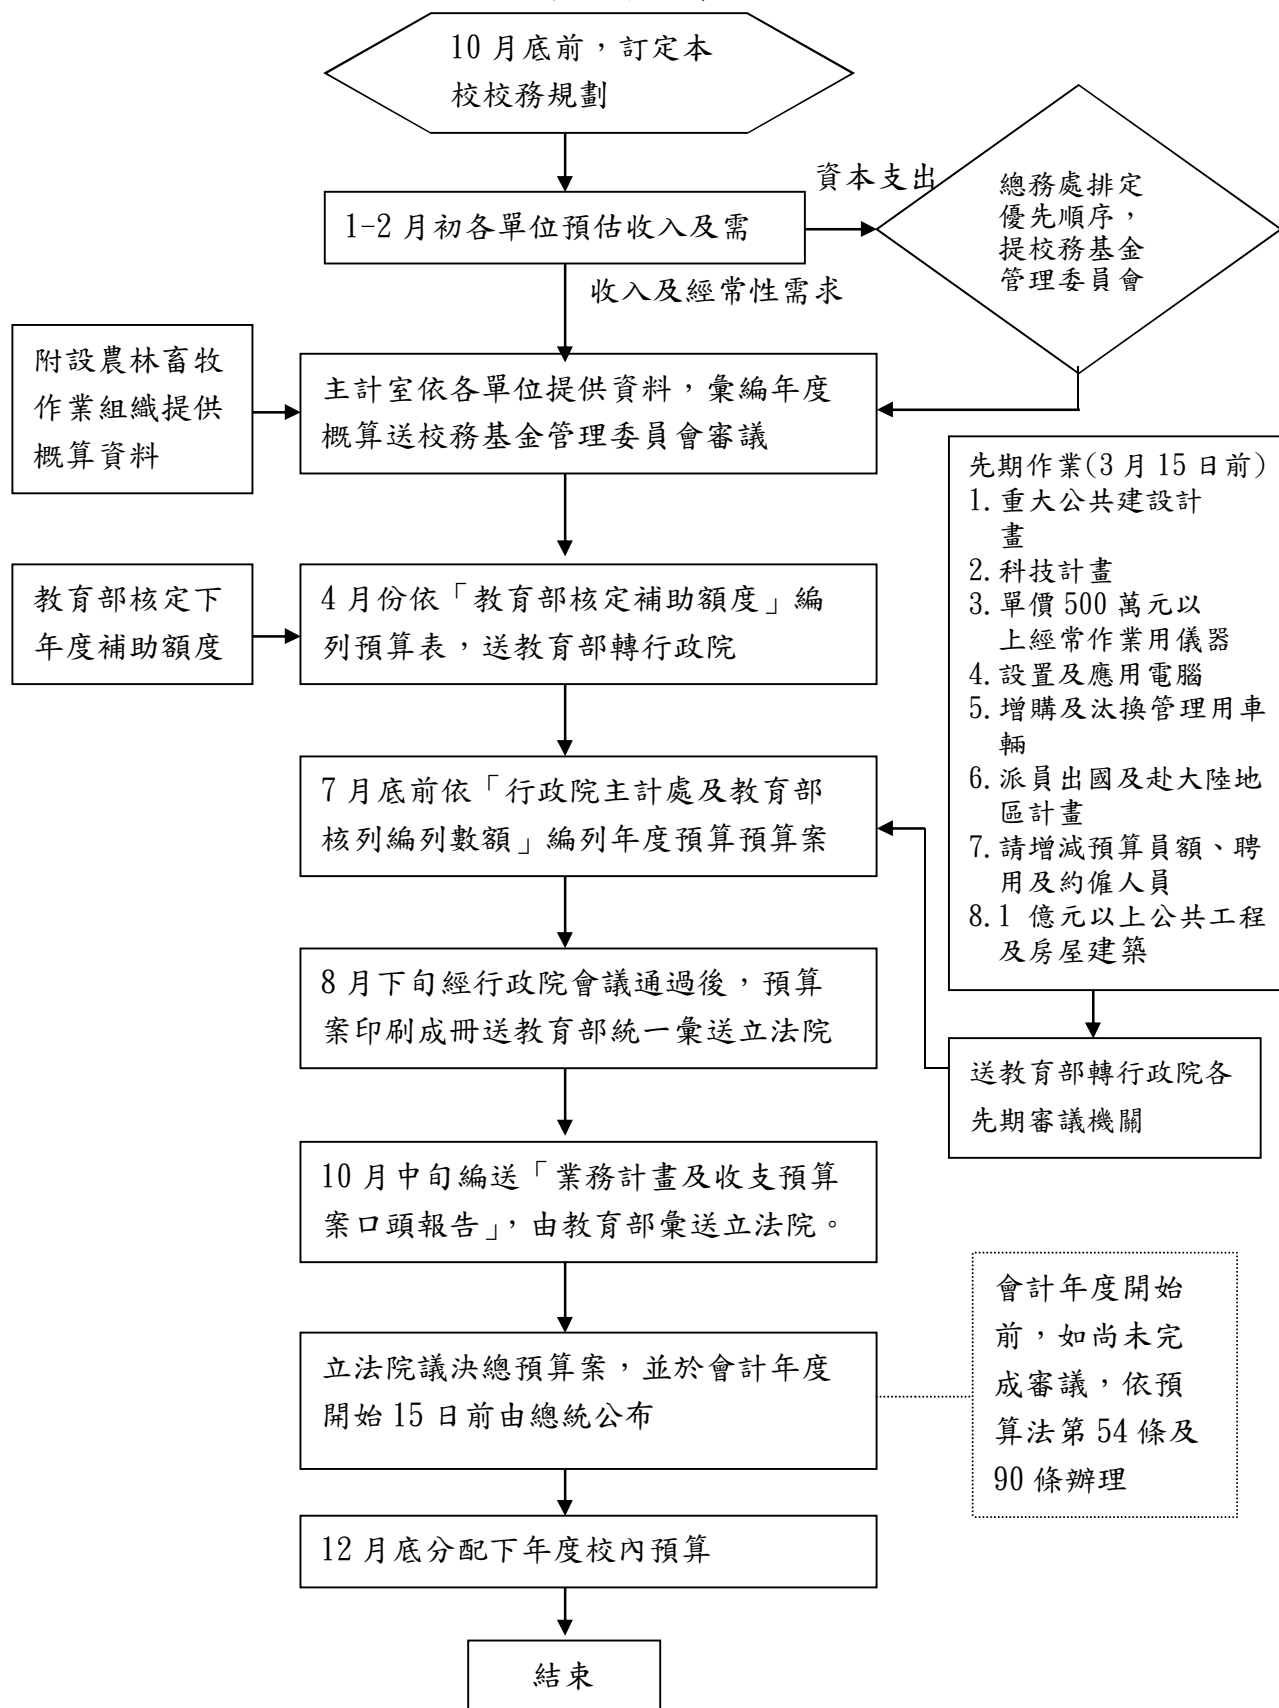 10 月底前，訂定本
校校務規劃
資本支出
總務處排定
優先順序，
提校務基金
管理委員會
1-2 月初各單位預估收入及需
收入及經常性需求
附設農林畜牧
作業組織提供
概算資料
主計室依各單位提供資料，彙編年度
概算送校務基金管理委員會審議
先期作業(3 月 15 日前)
1. 重大公共建設計
畫
2. 科技計畫
3. 單價 500 萬元以
上經常作業用儀器
4. 設置及應用電腦
5. 增購及汰換管理用車
輛
6. 派員出國及赴大陸地
區計畫
7. 請增減預算員額、聘
用及約僱人員
8.1 億元以上公共工程
及房屋建築
教育部核定下
年度補助額度
4 月份依「教育部核定補助額度」編
列預算表，送教育部轉行政院
7 月底前依「行政院主計處及教育部
核列編列數額」編列年度預算預算案
8 月下旬經行政院會議通過後，預算
案印刷成冊送教育部統一彙送立法院
送教育部轉行政院各
先期審議機關
10 月中旬編送「業務計畫及收支預算
案口頭報告」，由教育部彙送立法院。
立法院議決總預算案，並於會計年度
開始 15 日前由總統公布
會計年度開始
前，如尚未完
成審議，依預
算法第 54 條及
90 條辦理
12 月底分配下年度校內預算
結束